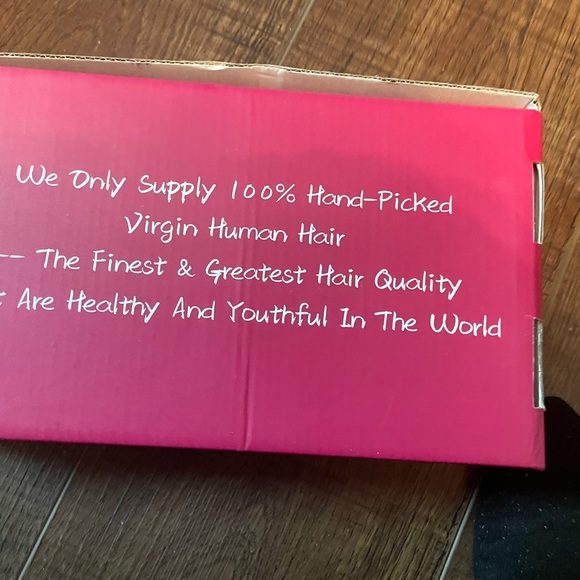 We Only Supply 100% Hand-Picked
Virgin Human Hair
-- The Finest & Greatest Hair Quality
Are Healthy And Youthful In The World